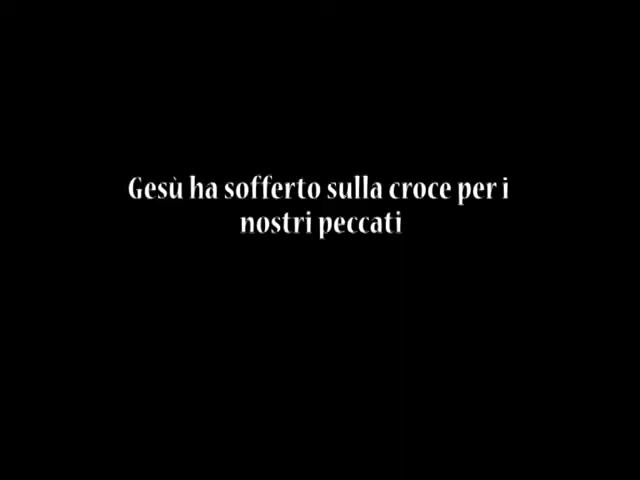 Gesù ha sofferto sulla croce per i
nostri peccati